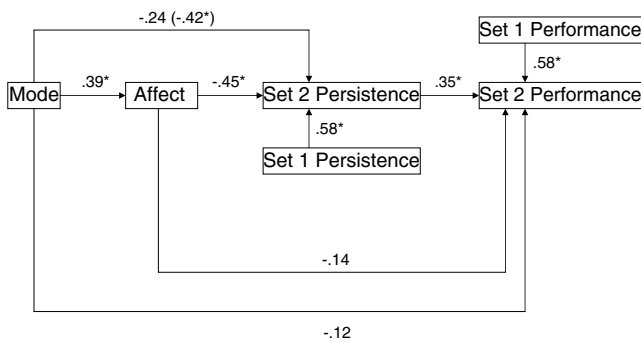 -.24 (-.42*)
Set 1 Performance
.58*
Mode
.39*
Affect
-.45*
Set 2 Persistence
.35*
Set 2 Performance
.58*
Set 1 Persistence
-.14
-.12